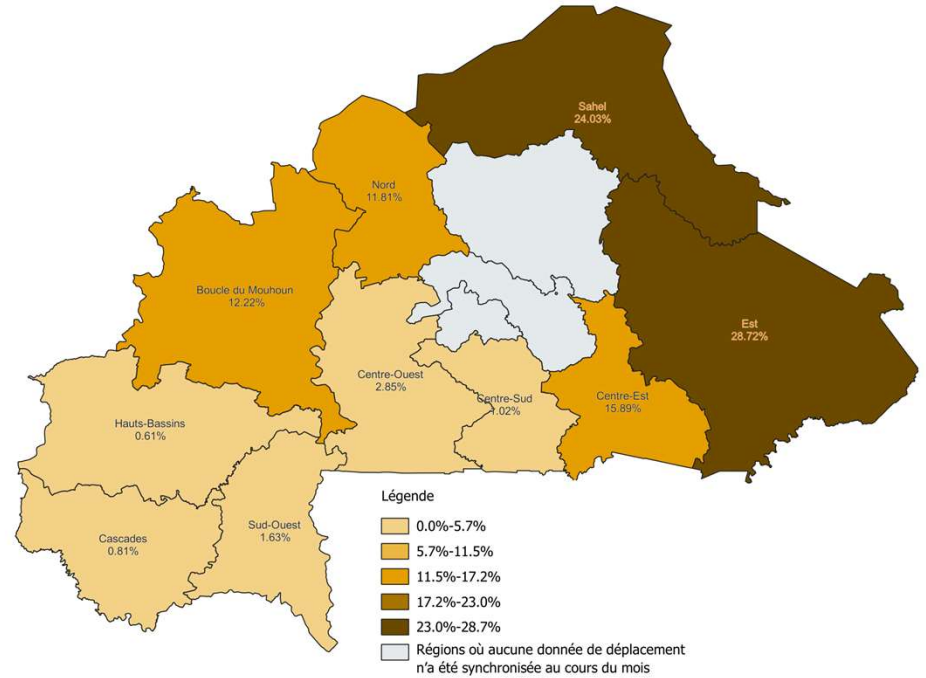 Sahel
24.03%
Nord
11.81%
Boucle du Mouhoun
12.22%
Est
28.72%
Centre-Ouest
2.85%
Centre-Sud
1.02%
Centre-Est
15.89%
Hauts-Bassins
0.61%
Sud-Ouest
1.63%
Cascades
0.81%
Légende
0.0%-5.7%
5.7%-11.5%
11.5%-17.2%
17.2%-23.0%
23.0%-28.7%
Régions où aucune donnée de déplacement
n'a été synchronisée au cours du mois